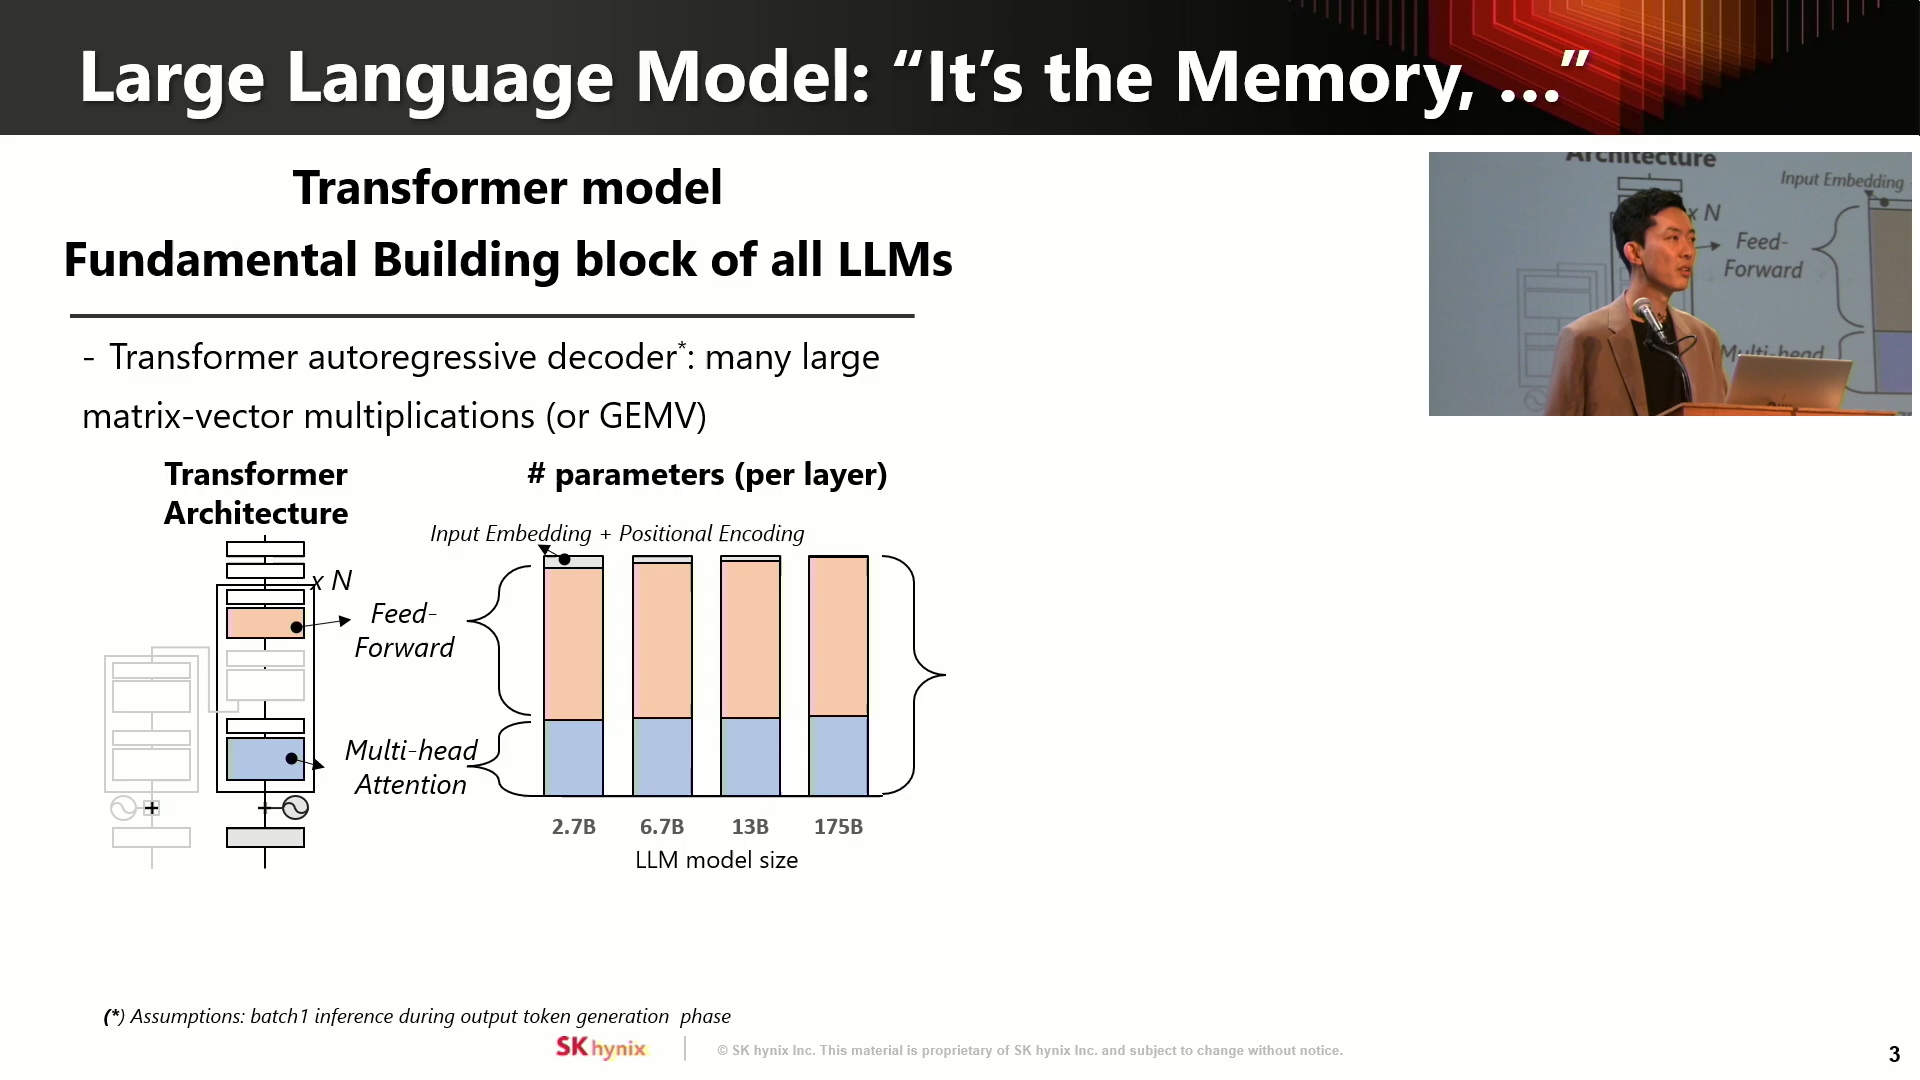 Large Language Model: “It’s the Memory, …”
Transformer model
Fundamental Building block of all LLMs
- Transformer autoregressive decoder*: many large
matrix-vector multiplications (or GEMV)
Transformer
Architecture
# parameters (per layer)
Input Embedding + Positional Encoding
x N
Feed-
Forward
Multi-head
Attention
2.7B 6.7B 13B 175B
LLM model size
Architecture
Input Embedding
x N
Feed-
Forward
Multi-head
(*) Assumptions: batch1 inference during output token generation phase
SK hynix
© SK hynix Inc. This material is proprietary of SK hynix Inc. and subject to change without notice.
3